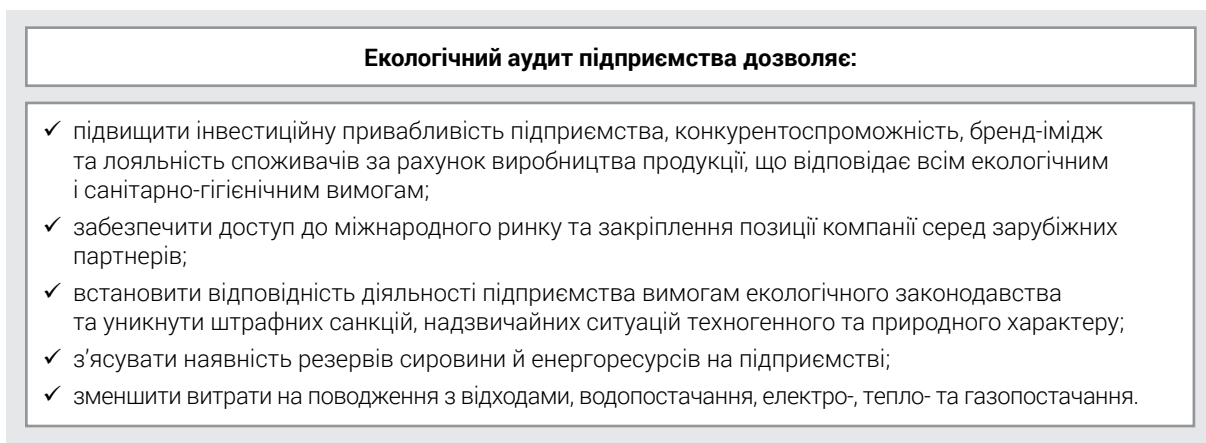 Екологічний аудит підприємства дозволяє:
✓ підвищити інвестиційну привабливість підприємства, конкурентоспроможність, бренд-імідж
та лояльність споживачів за рахунок виробництва продукції, що відповідає всім екологічним
і санітарно-гігієнічним вимогам;
✓ забезпечити доступ до міжнародного ринку та закріплення позиції компанії серед зарубіжних
партнерів;
✓ встановити відповідність діяльності підприємства вимогам екологічного законодавства
та уникнути штрафних санкцій, надзвичайних ситуацій техногенного та природного характеру;
✓ з’ясувати наявність резервів сировини й енергоресурсів на підприємстві;
✓ зменшити витрати на поводження з відходами, водопостачання, електро-, тепло- та газопостачання.